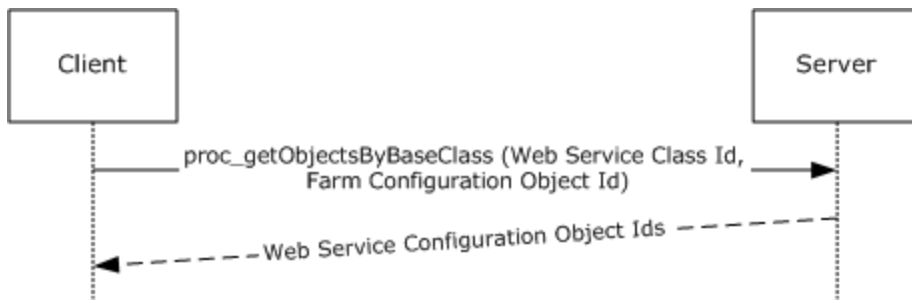 Client
Server
proc_getObjectsByBaseClass (Web Service Class Id,
Farm Configuration Object Id)
Web Service Configuration Object Ids